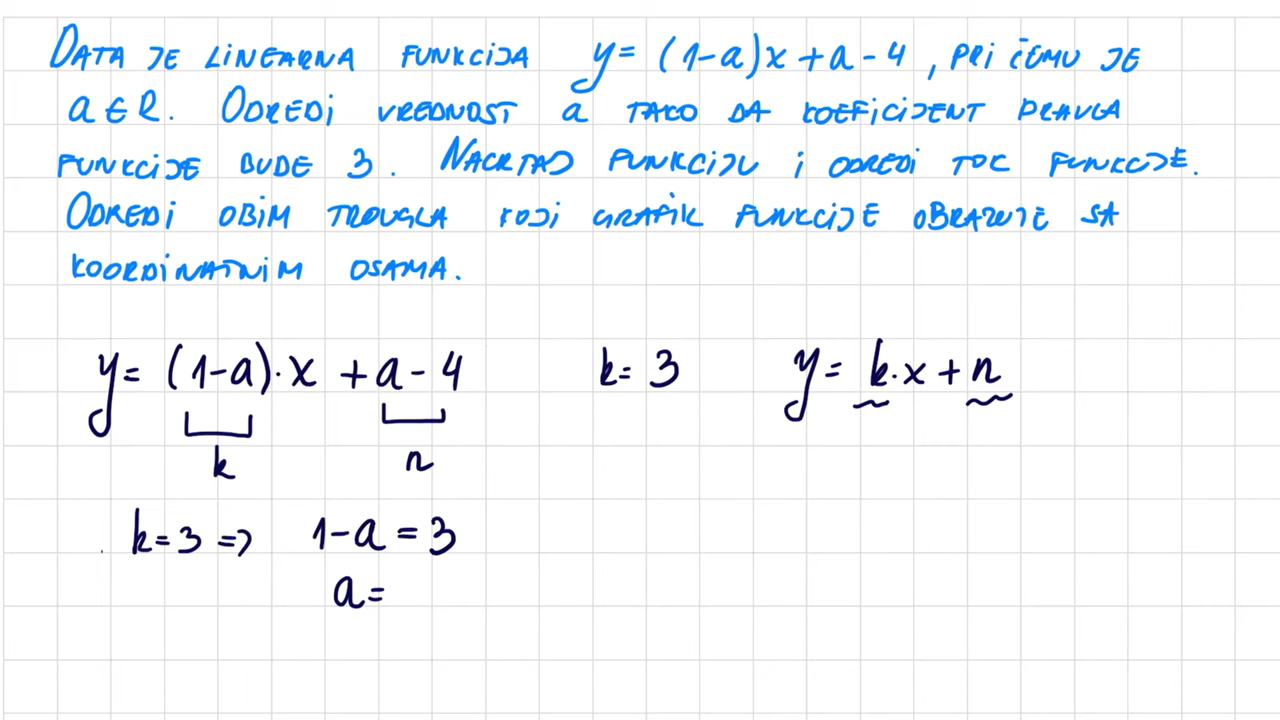 DATA JE LINEARNA FUNKCIJA y = (1-a)x + a - 4, PRI ČEMU JE
a ∈ R. ODREDI VREDNOST a TAKO DA KOEFICIJENT PRAVCA
FUNKCIJE BUDE 3. NACRTAJ FUNKCIJU I ODREDI TOK FUNKCIJE.
ODREDI OBIM TROUGLA KOJI GRAFIK FUNKCIJE OBRAZUJE SA
KOORDINATNIM OSAMA.
y = (1-a)·x + a - 4 k = 3 y = k·x + n
k n
k = 3 => 1 - a = 3
a =